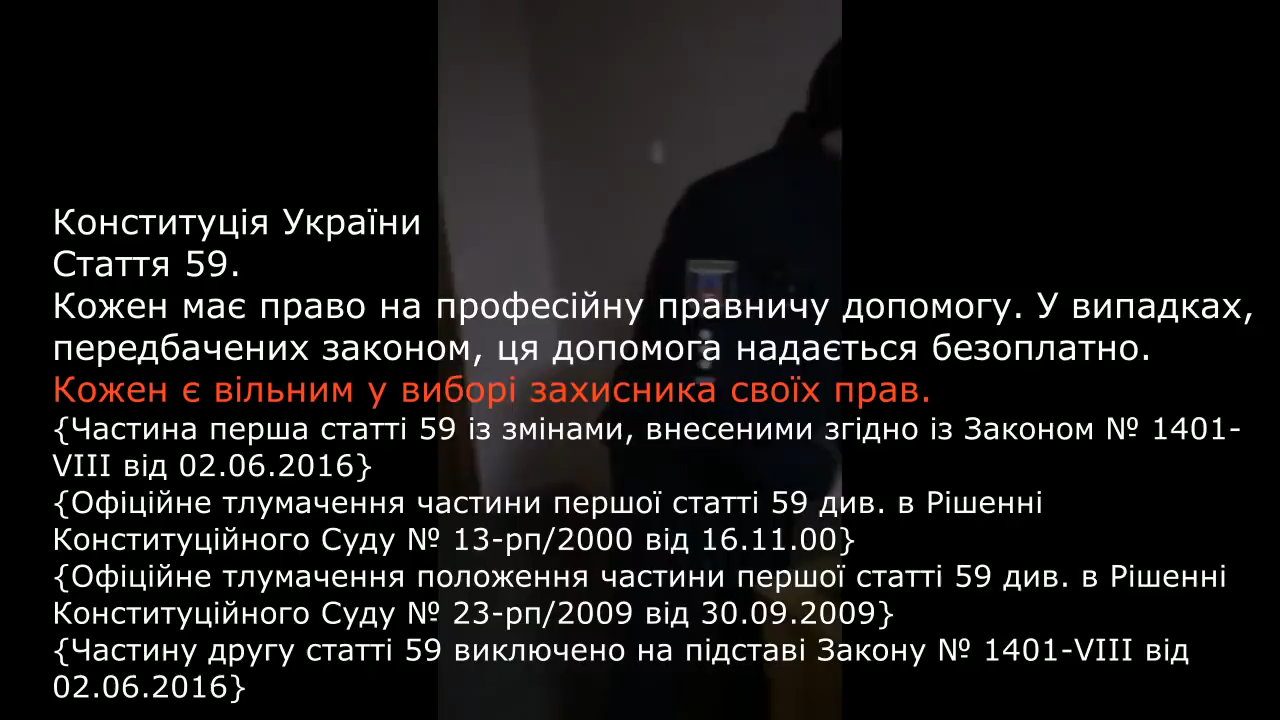 Конституція України
Стаття 59.
Кожен має право на професійну правничу допомогу. У випадках,
передбачених законом, ця допомога надається безоплатно.
Кожен є вільним у виборі захисника своїх прав.
{Частина перша статті 59 із змінами, внесеними згідно із Законом № 1401-
VIII від 02.06.2016}
{Офіційне тлумачення частини першої статті 59 див. в Рішенні
Конституційного Суду № 13-рп/2000 від 16.11.00}
{Офіційне тлумачення положення частини першої статті 59 див. в Рішенні
Конституційного Суду № 23-рп/2009 від 30.09.2009}
{Частину другу статті 59 виключено на підставі Закону № 1401-VIII від
02.06.2016}